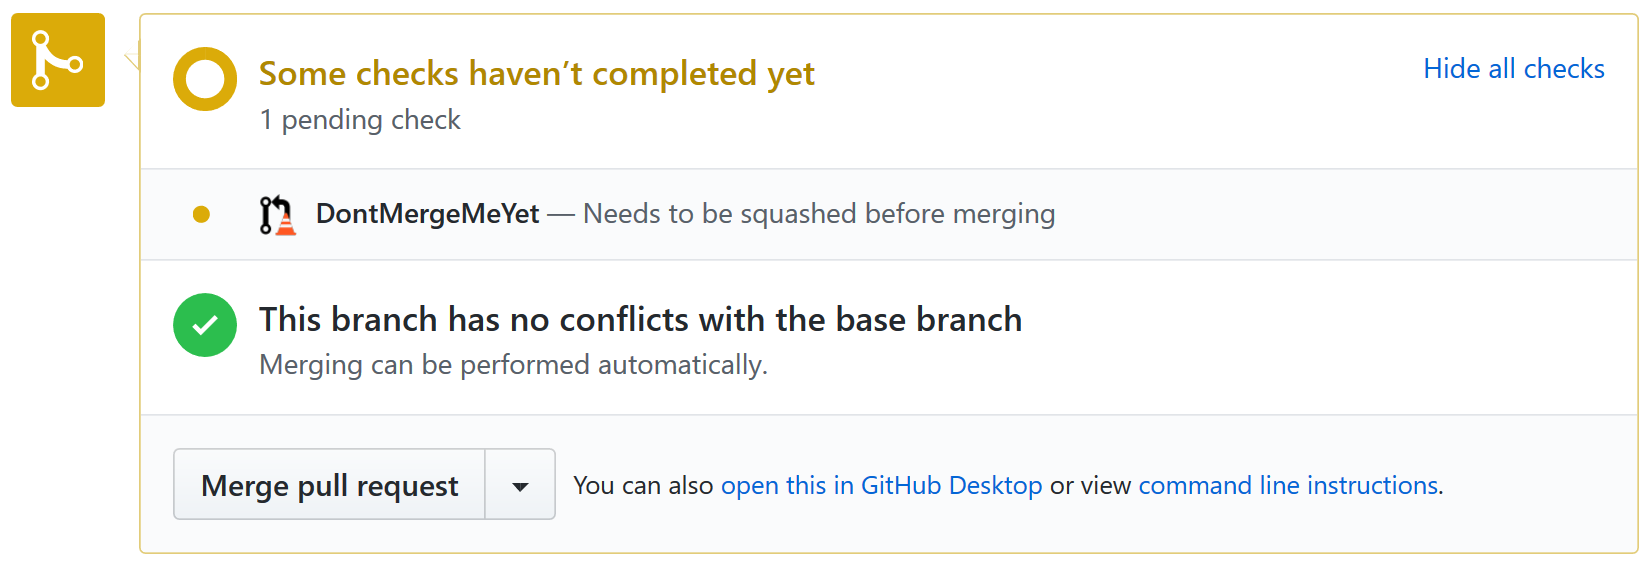 Some checks haven’t completed yet
Hide all checks
1 pending check
DontMergeMeYet — Needs to be squashed before merging
This branch has no conflicts with the base branch
Merging can be performed automatically.
Merge pull request
You can also open this in GitHub Desktop or view command line instructions.